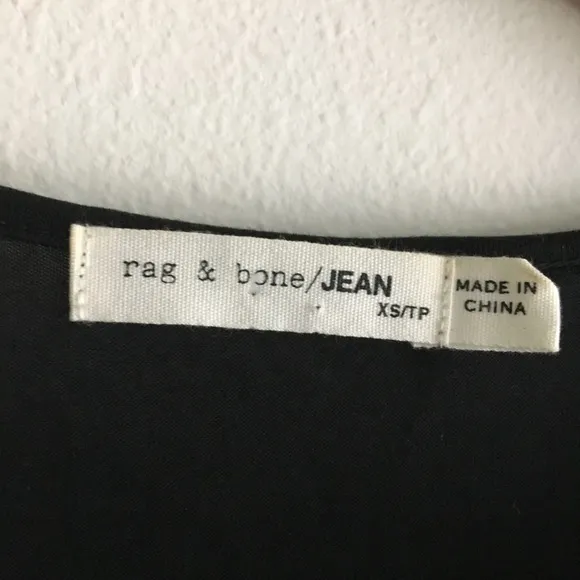 rag & bone/JEAN
XS/TP
MADE IN
CHINA